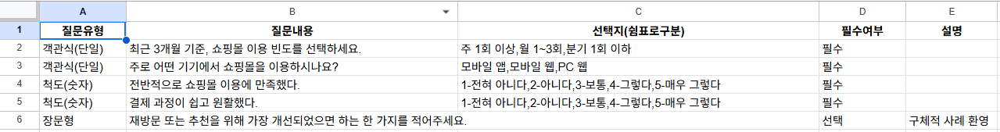 A B C D E
1 질문유형 질문내용 선택지(쉼표로구분) 필수여부 설명
2 객관식(단일) 최근 3개월 기준, 쇼핑몰 이용 빈도를 선택하세요. 주 1회 이상,월 1~3회,분기 1회 이하 필수
3 객관식(단일) 주로 어떤 기기에서 쇼핑몰을 이용하시나요? 모바일 앱,모바일 웹,PC 웹 필수
4 척도(숫자) 전반적으로 쇼핑몰 이용에 만족했다. 1-전혀 아니다,2-아니다,3-보통,4-그렇다,5-매우 그렇다 필수
5 척도(숫자) 결제 과정이 쉽고 원활했다. 1-전혀 아니다,2-아니다,3-보통,4-그렇다,5-매우 그렇다 필수
6 장문형 재방문 또는 추천을 위해 가장 개선되었으면 하는 한 가지를 적어주세요. 선택 구체적 사례 환영